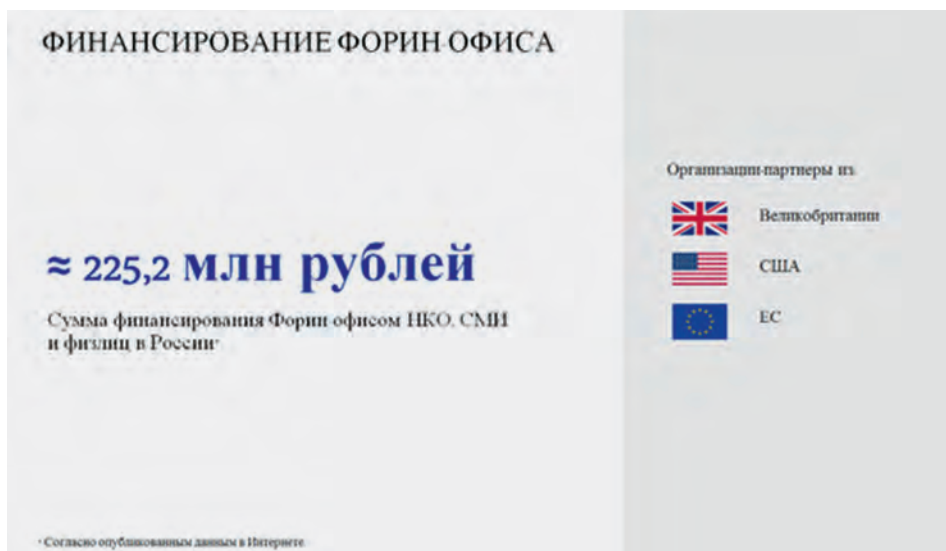 ФИНАНСИРОВАНИЕ ФОРИН-ОФИСА
≈ 225,2 млн рублей
Сумма финансирования Форин-офисом НКО, СМИ
и физлиц в России*
Организации-партнеры из:
Великобритании
США
ЕС
* Согласно опубликованным данным в Интернете